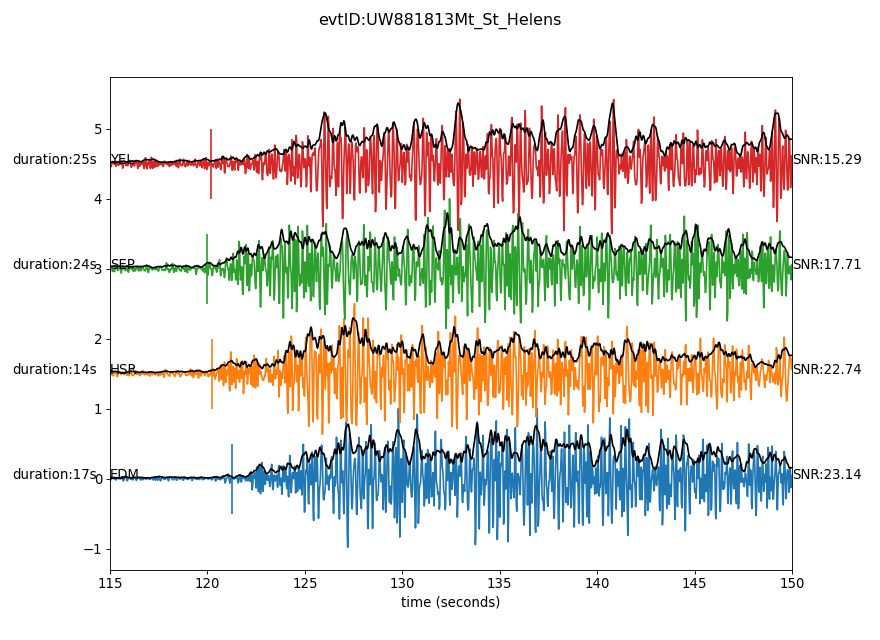 evtID:UW881813Mt_St_Helens
5
duration:25s YEL SNR:15.29
4
duration:24s SEP SNR:17.71
3
2
duration:14s HSR SNR:22.74
1
duration:17s EDM SNR:23.14
0
−1
115 120 125 130 135 140 145 150
time (seconds)